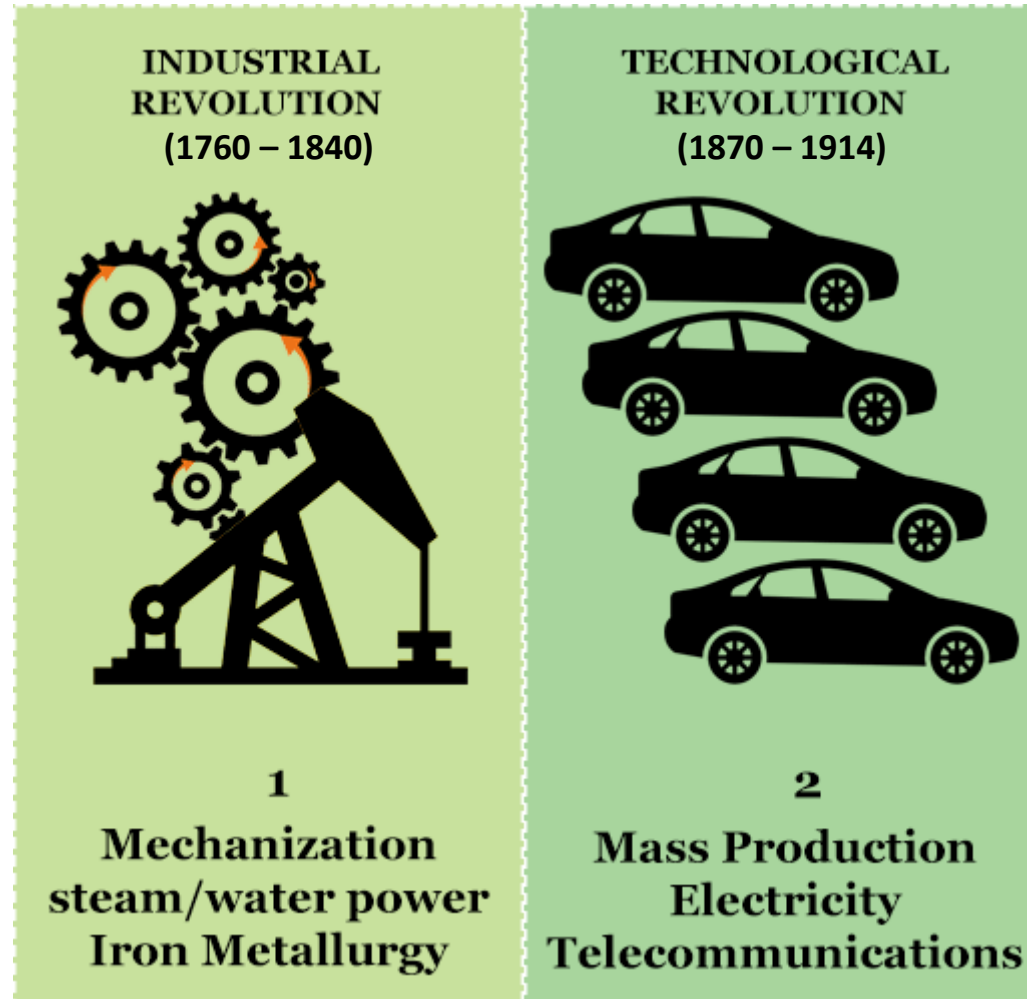 INDUSTRIAL
REVOLUTION
(1760 – 1840)
1
Mechanization
steam/water power
Iron Metallurgy
TECHNOLOGICAL
REVOLUTION
(1870 – 1914)
2
Mass Production
Electricity
Telecommunications